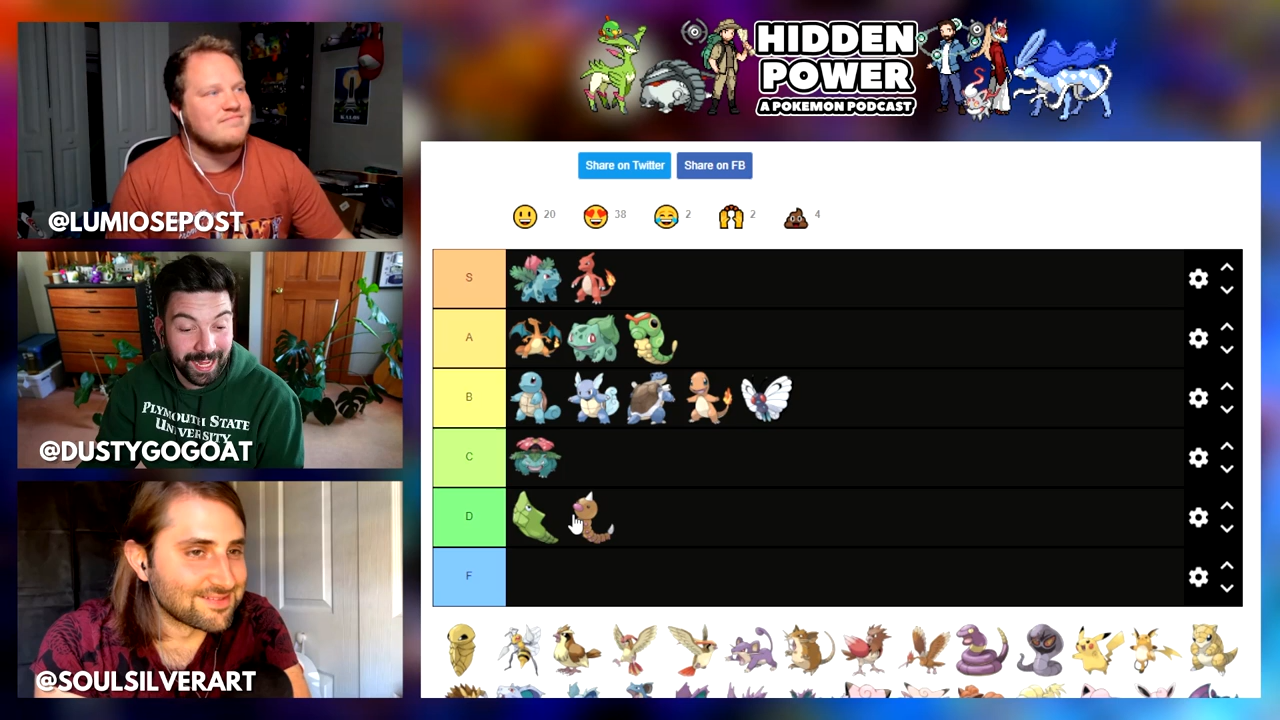 @LUMIOSEPOST
PLYMOUTH STATE
UNIVERSITY
@DUSTYGOGOAT
@SOULSILVERART
HIDDEN
POWER
A POKEMON PODCAST
Share on Twitter
Share on FB
20
38
2
2
4
S
A
B
C
D
F